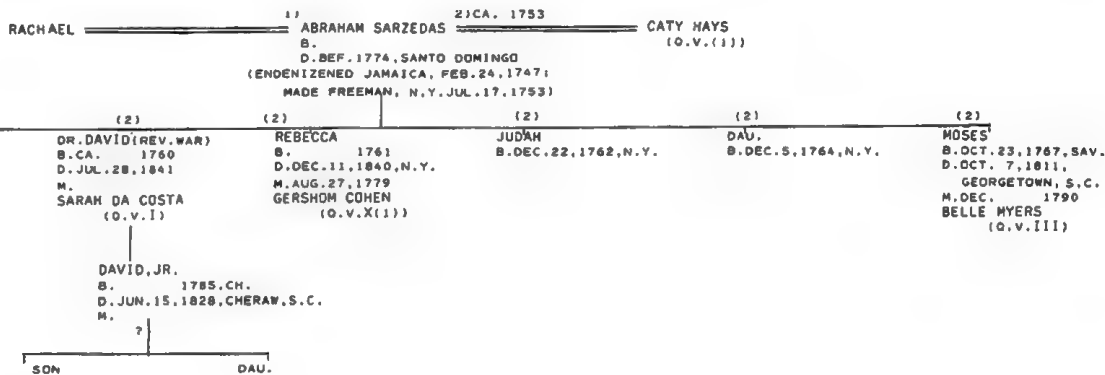 1) 2)CA. 1753
RACHAEL ABRAHAM SARZEDAS CATY HAYS
B. (Q.V.(1))
D.BEF.1774,SANTO DOMINGO
(ENDENIZENED JAMAICA, FEB.24,1747;
MADE FREEMAN, N.Y.JUL.17,1753)
(2) (2) (2) (2) (2)
DR.DAVID(REV.WAR)
B.CA. 1760
D.JUL.28,1841
M.
SARAH DA COSTA
(Q.V.I)
REBECCA
B. 1761
D.DEC.11,1840,N.Y.
M.AUG.27,1779
GERSHOM COHEN
(Q.V.X(1))
JUDAH
B.DEC.22,1762,N.Y.
DAU.
B.DEC.5,1764,N.Y.
MOSES
B.OCT.23,1767,SAV.
D.OCT. 7,1811,
GEORGETOWN, S.C.
M.DEC. 1790
BELLE MYERS
(Q.V.III)
DAVID,JR.
B. 1785,CH.
D.JUN.15,1828,CHERAW,S.C.
M.
?
SON DAU.